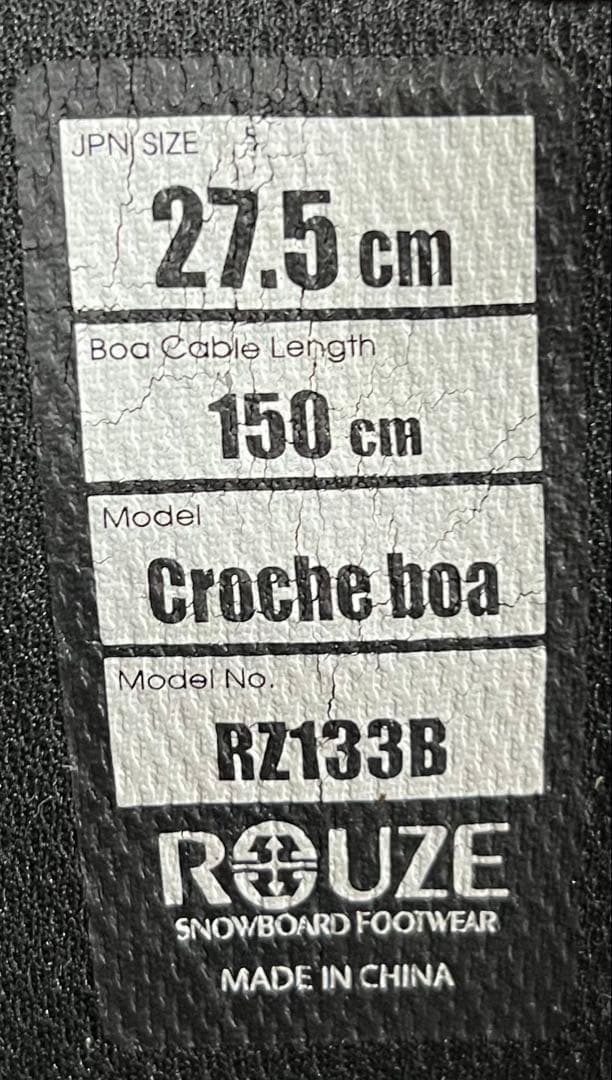 JPN SIZE
27.5 cm
Boa Cable Length
150 cm
Model
Croche boa
Model No.
RZ133B
ROUZE
SNOWBOARD FOOTWEAR
MADE IN CHINA